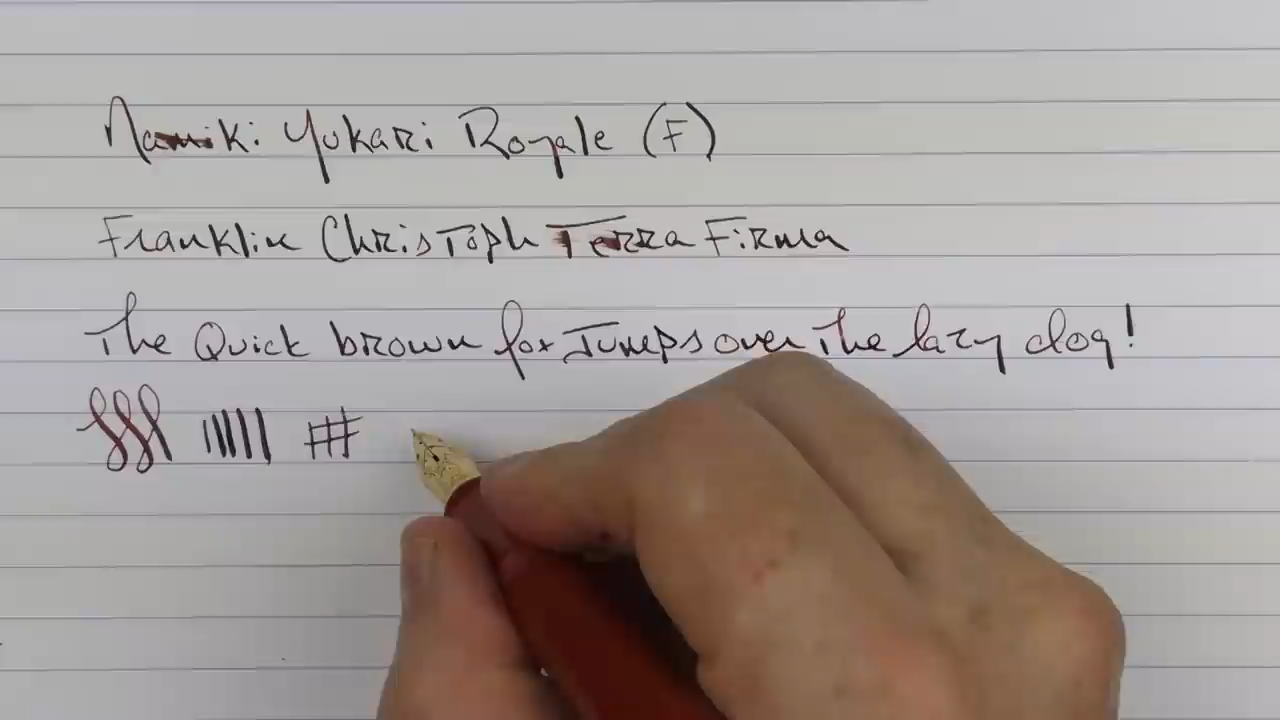 Namiki Yukari Royale (F)
Franklin Christoph Terra Firma
The Quick brown fox Jumps over The lazy dog!